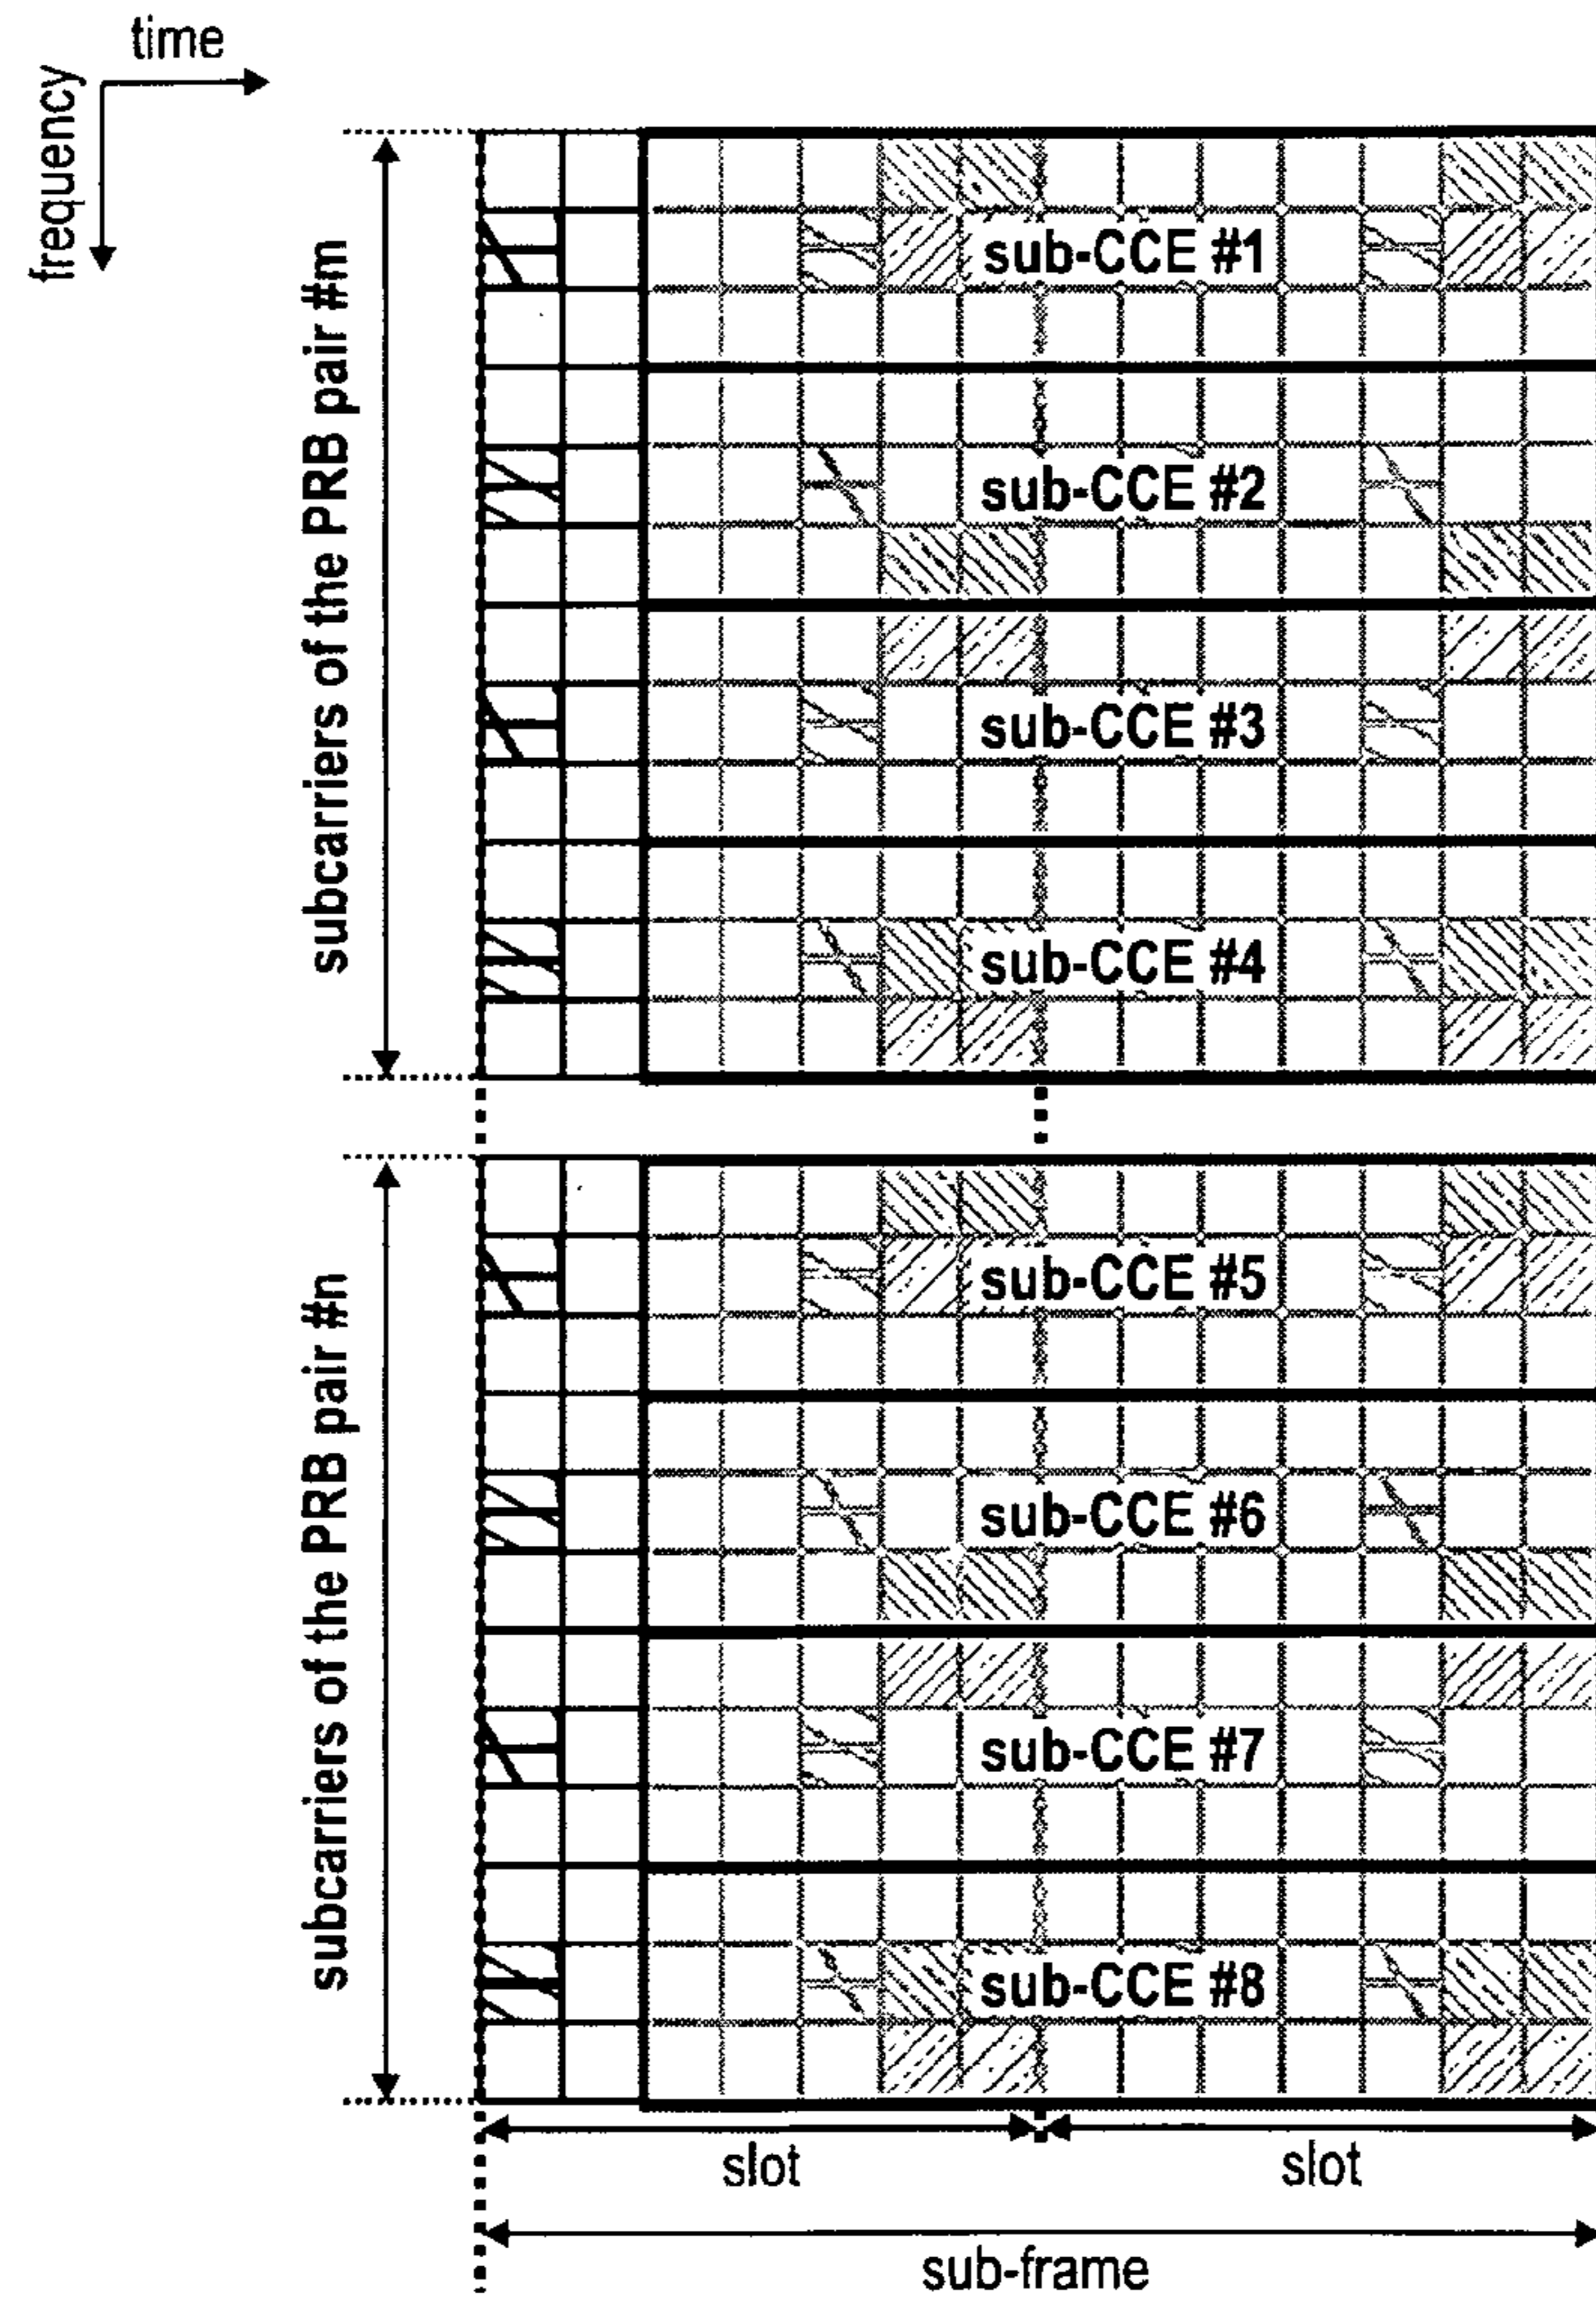 time
frequency
subcarriers of the PRB pair #m
sub-CCE #1
sub-CCE #2
sub-CCE #3
sub-CCE #4
subcarriers of the PRB pair #n
sub-CCE #5
sub-CCE #6
sub-CCE #7
sub-CCE #8
slot slot
sub-frame